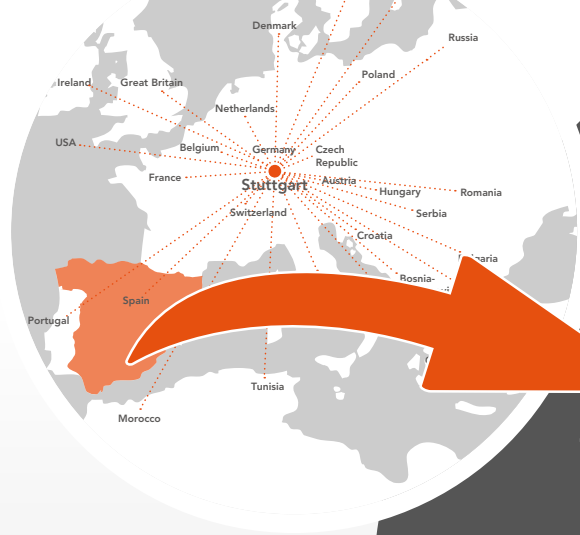 Denmark
Russia
Poland
Ireland
Great Britain
Netherlands
USA
Belgium
Germany
Czech
Republic
France
Stuttgart
Austria
Hungary
Romania
Switzerland
Serbia
Croatia
Bosnia-
Spain
Portugal
Tunisia
Morocco